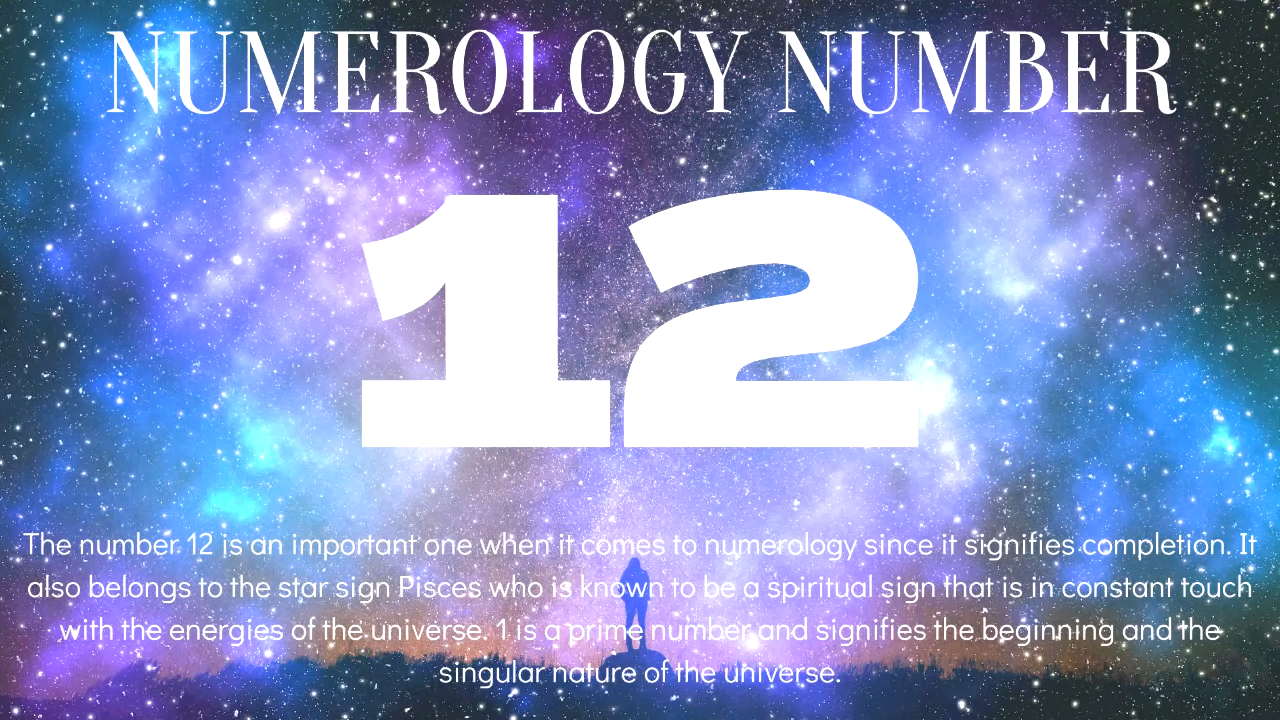 NUMEROLOGY NUMBER
12
The number 12 is an important one when it comes to numerology since it signifies completion. It
also belongs to the star sign Pisces who is known to be a spiritual sign that is in constant touch
with the energies of the universe. 1 is a prime number and signifies the beginning and the
singular nature of the universe.